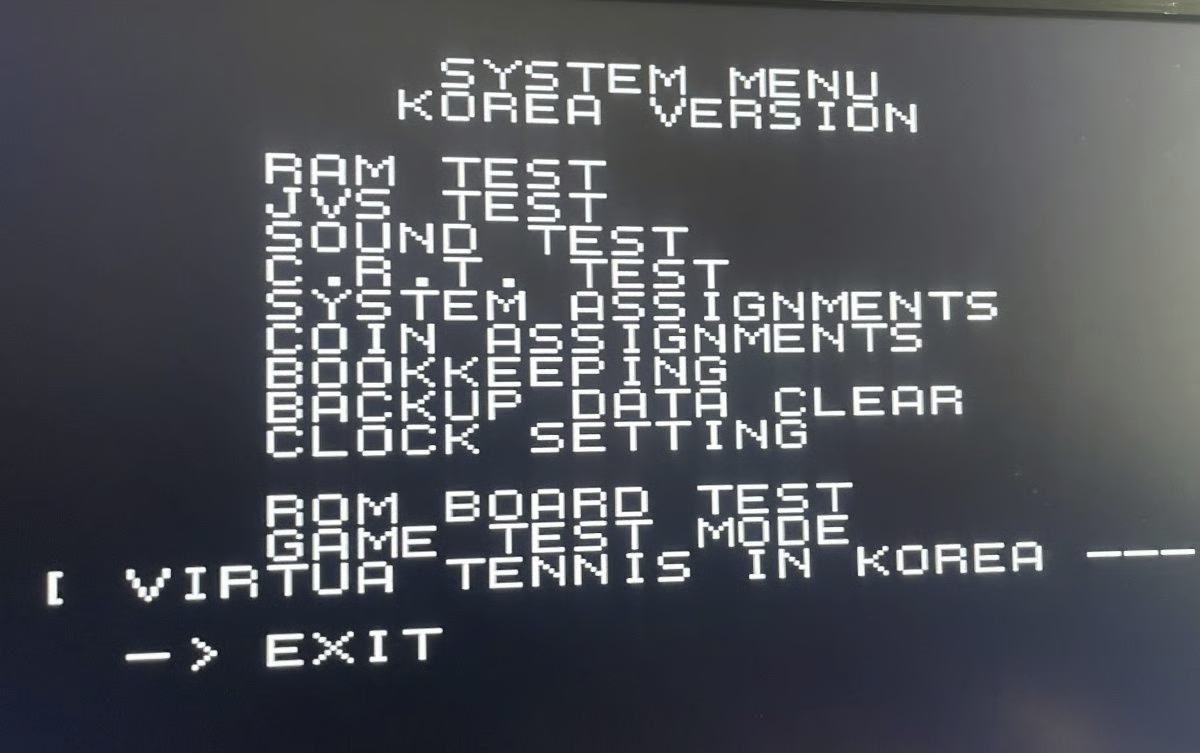 SYSTEM MENU
KOREA VERSION
RAM TEST
JVS TEST
SOUND TEST
C.R.T. TEST
SYSTEM ASSIGNMENTS
COIN ASSIGNMENTS
BOOKKEEPING
BACKUP DATA CLEAR
CLOCK SETTING
ROM BOARD TEST
GAME TEST MODE
[ VIRTUA TENNIS IN KOREA ---
-> EXIT